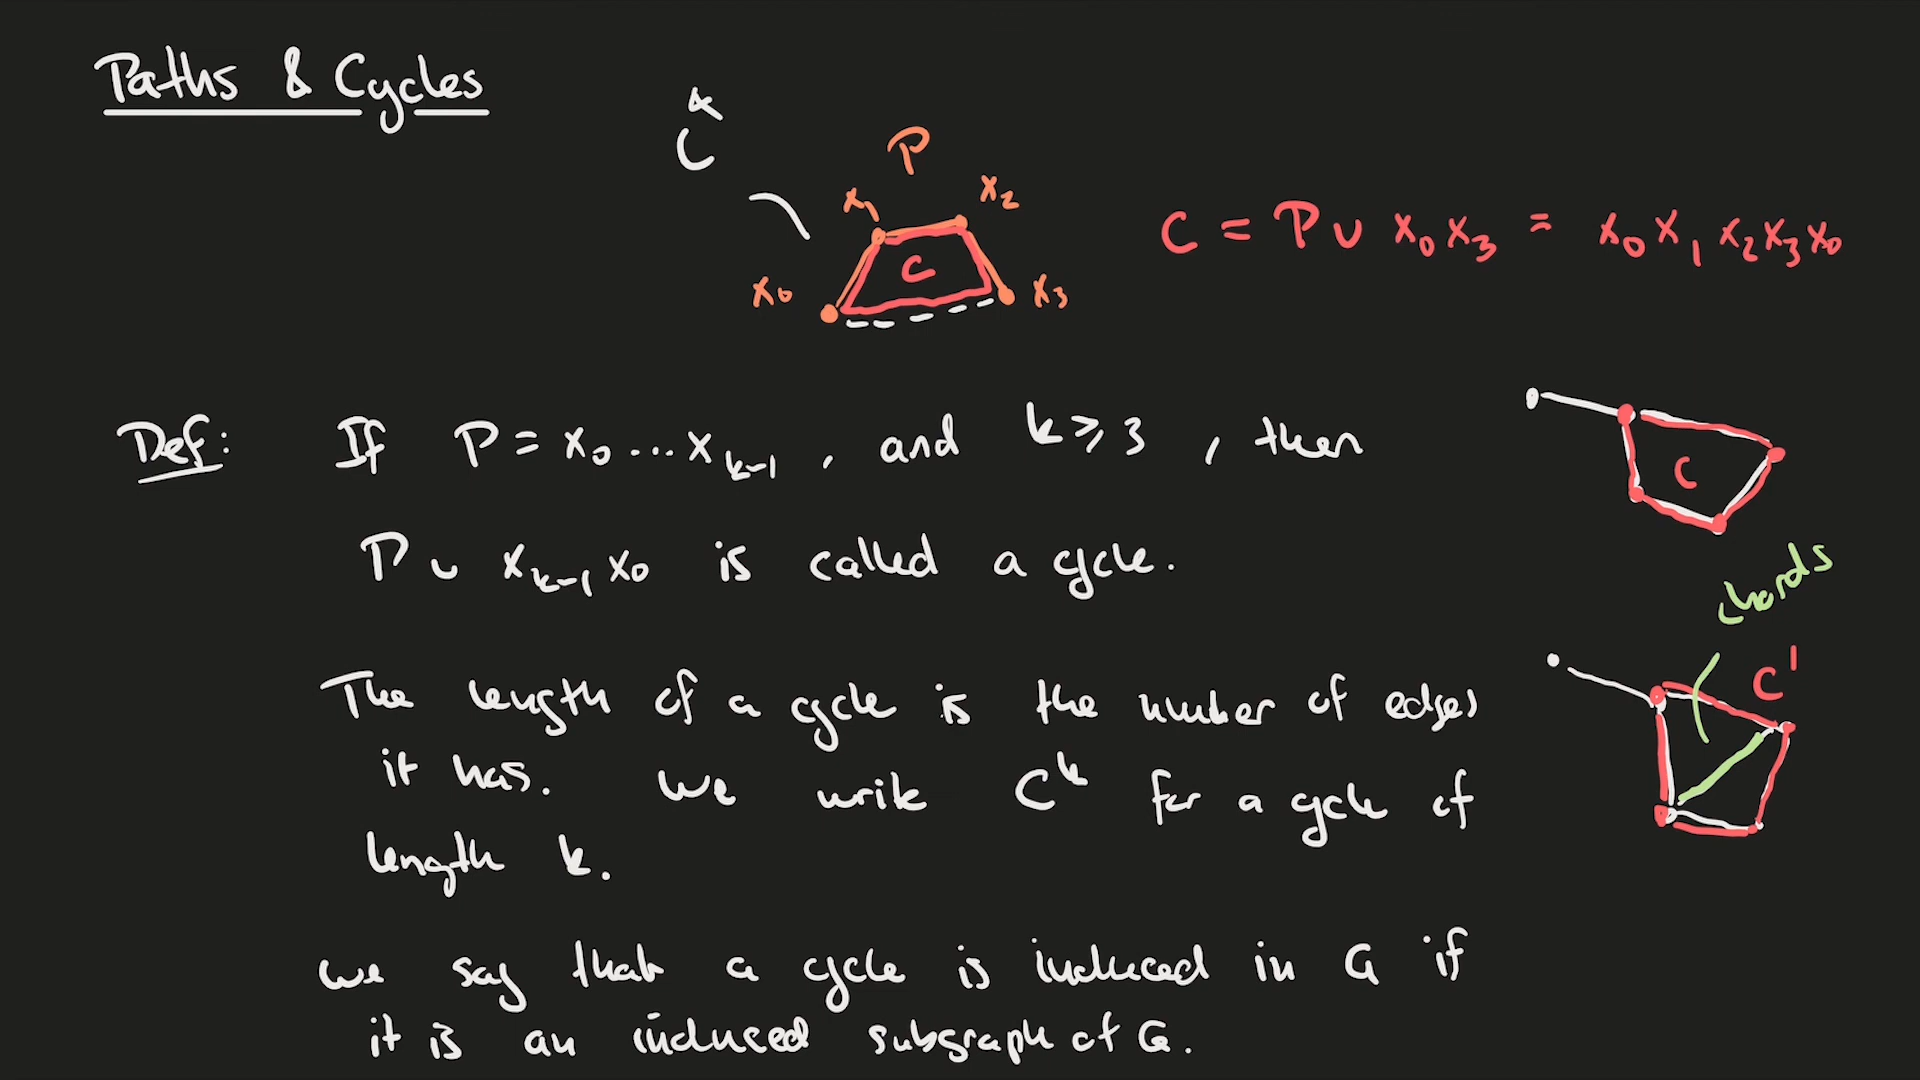 Paths & Cycles
C⁴
P
x₁
x₂
C
x₀
x₃
C = P ∪ x₀x₃ = x₀x₁x₂x₃x₀
Def: If P = x₀...xₖ₋₁, and k ⩾ 3, then
P ∪ xₖ₋₁x₀ is called a cycle.
C
chords
C'
The length of a cycle is the number of edges
it has. We write Cᵏ for a cycle of
length k.
We say that a cycle is induced in G if
it is an induced subgraph of G.